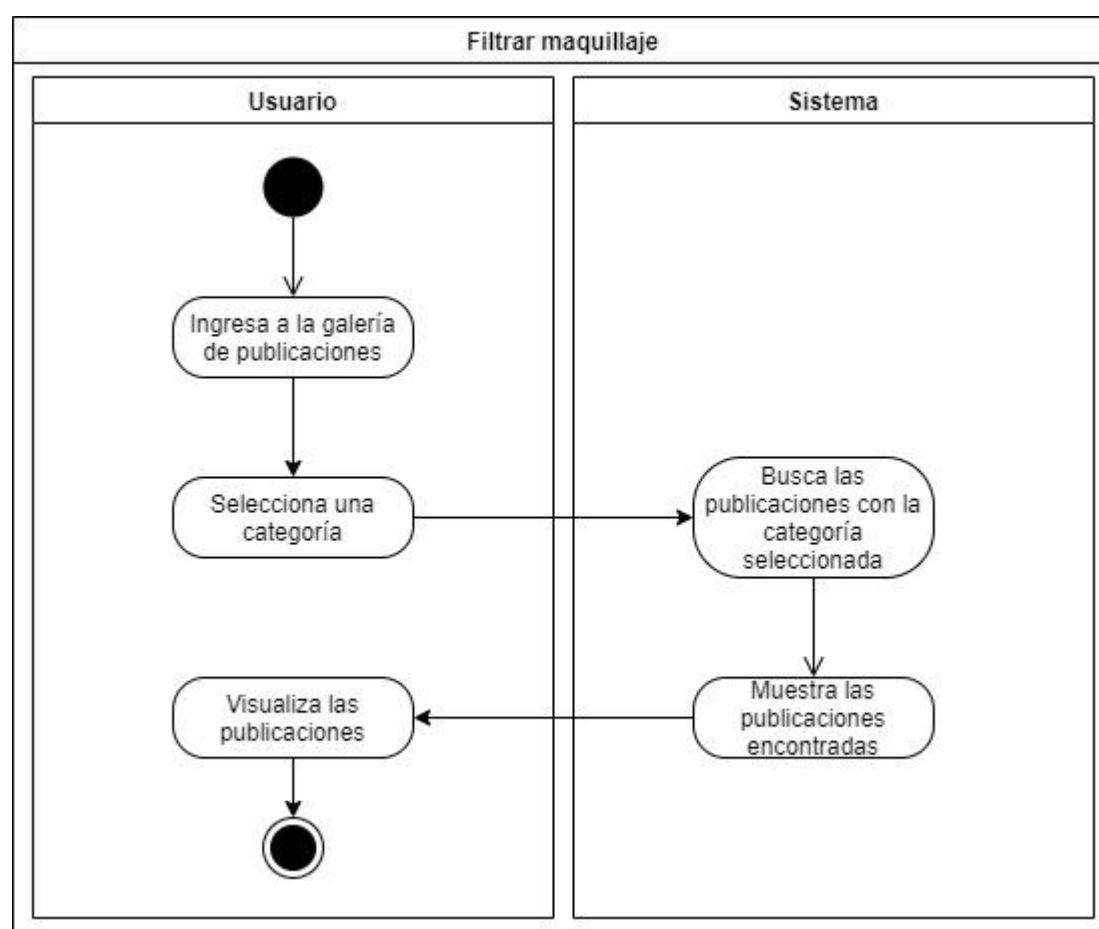 Filtrar maquillaje
Usuario
Sistema
Ingresa a la galería
de publicaciones
Selecciona una
categoría
Busca las
publicaciones con la
categoría
seleccionada
Muestra las
publicaciones
encontradas
Visualiza las
publicaciones